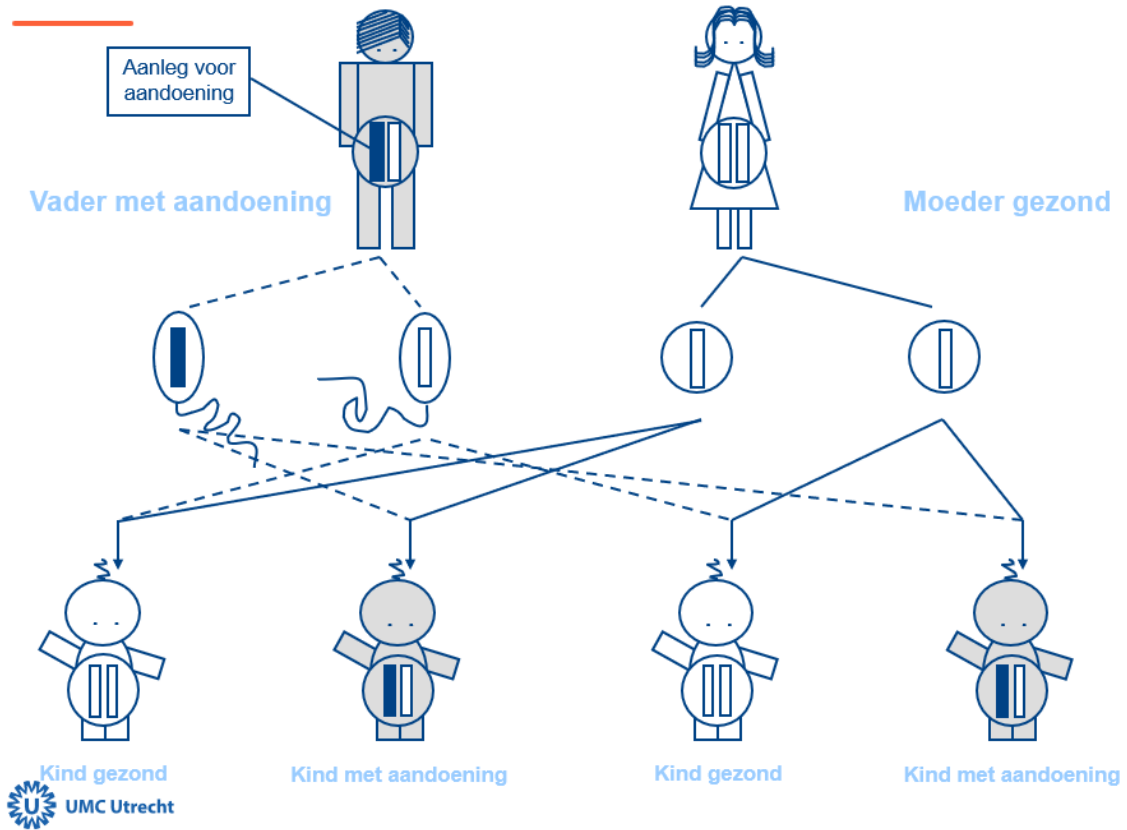 Aanleg voor
aandoening
Vader met aandoening
Moeder gezond
Kind gezond
Kind met aandoening
Kind gezond
Kind met aandoening
U
UMC Utrecht